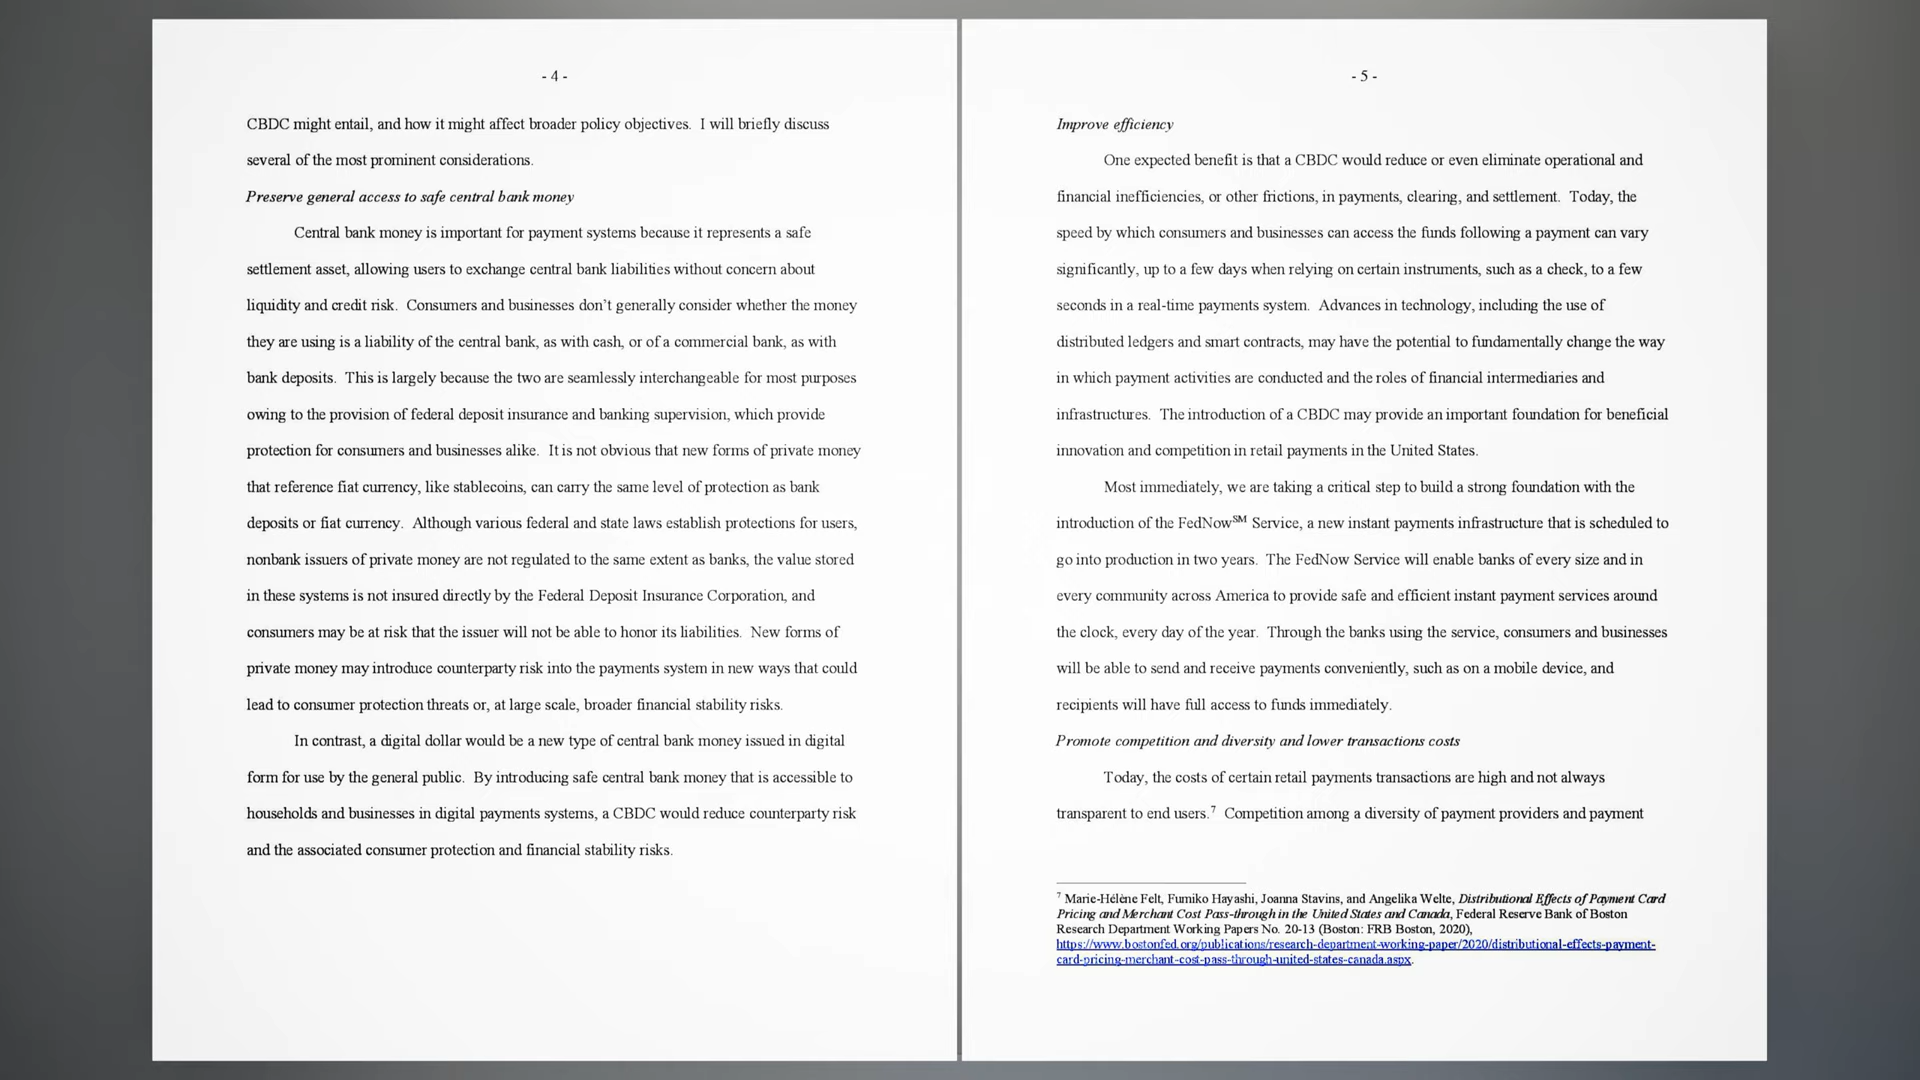 - 4 -
CBDC might entail, and how it might affect broader policy objectives.  I will briefly discuss
several of the most prominent considerations.
Preserve general access to safe central bank money
Central bank money is important for payment systems because it represents a safe
settlement asset, allowing users to exchange central bank liabilities without concern about
liquidity and credit risk.  Consumers and businesses don’t generally consider whether the money
they are using is a liability of the central bank, as with cash, or of a commercial bank, as with
bank deposits.  This is largely because the two are seamlessly interchangeable for most purposes
owing to the provision of federal deposit insurance and banking supervision, which provide
protection for consumers and businesses alike.  It is not obvious that new forms of private money
that reference fiat currency, like stablecoins, can carry the same level of protection as bank
deposits or fiat currency.  Although various federal and state laws establish protections for users,
nonbank issuers of private money are not regulated to the same extent as banks, the value stored
in these systems is not insured directly by the Federal Deposit Insurance Corporation, and
consumers may be at risk that the issuer will not be able to honor its liabilities.  New forms of
private money may introduce counterparty risk into the payments system in new ways that could
lead to consumer protection threats or, at large scale, broader financial stability risks.
In contrast, a digital dollar would be a new type of central bank money issued in digital
form for use by the general public.  By introducing safe central bank money that is accessible to
households and businesses in digital payments systems, a CBDC would reduce counterparty risk
and the associated consumer protection and financial stability risks.
- 5 -
Improve efficiency
One expected benefit is that a CBDC would reduce or even eliminate operational and
financial inefficiencies, or other frictions, in payments, clearing, and settlement.  Today, the
speed by which consumers and businesses can access the funds following a payment can vary
significantly, up to a few days when relying on certain instruments, such as a check, to a few
seconds in a real-time payments system.  Advances in technology, including the use of
distributed ledgers and smart contracts, may have the potential to fundamentally change the way
in which payment activities are conducted and the roles of financial intermediaries and
infrastructures.  The introduction of a CBDC may provide an important foundation for beneficial
innovation and competition in retail payments in the United States.
Most immediately, we are taking a critical step to build a strong foundation with the
introduction of the FedNow℠ Service, a new instant payments infrastructure that is scheduled to
go into production in two years.  The FedNow Service will enable banks of every size and in
every community across America to provide safe and efficient instant payment services around
the clock, every day of the year.  Through the banks using the service, consumers and businesses
will be able to send and receive payments conveniently, such as on a mobile device, and
recipients will have full access to funds immediately.
Promote competition and diversity and lower transactions costs
Today, the costs of certain retail payments transactions are high and not always
transparent to end users.⁷  Competition among a diversity of payment providers and payment
⁷ Marie-Hélène Felt, Fumiko Hayashi, Joanna Stavins, and Angelika Welte, Distributional Effects of Payment Card
Pricing and Merchant Cost Pass-through in the United States and Canada, Federal Reserve Bank of Boston
Research Department Working Papers No. 20-13 (Boston: FRB Boston, 2020),
https://www.bostonfed.org/publications/research-department-working-paper/2020/distributional-effects-payment-
card-pricing-merchant-cost-pass-through-united-states-canada.aspx.